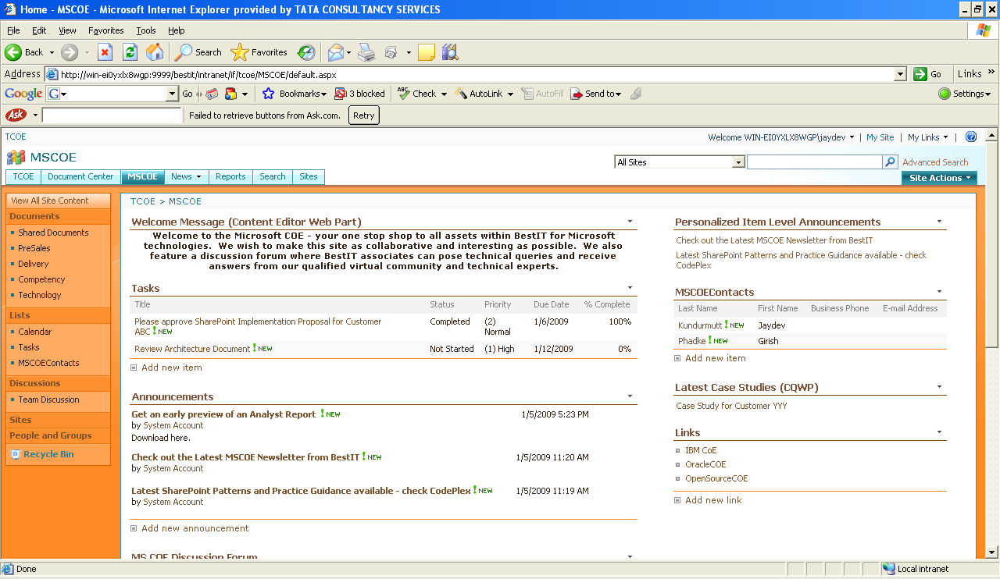 Home - MSCOE - Microsoft Internet Explorer provided by TATA CONSULTANCY SERVICES
File Edit View Favorites Tools Help
Back Search Favorites
Address http://win-ei0yxlx8wgp:9999/bestit/intranet/if/tcoe/MSCOE/default.aspx Go Links »
Google G Go Bookmarks 3 blocked ABC Check AutoLink AutoFill Send to Settings
Ask Failed to retrieve buttons from Ask.com. Retry
TCOE Welcome WIN-EI0YXLX8WGP\jaydev | My Site | My Links |
MSCOE
All Sites Advanced Search
TCOE Document Center MSCOE News Reports Search Sites Site Actions
View All Site Content
Documents
Shared Documents
PreSales
Delivery
Competency
Technology
Lists
Calendar
Tasks
MSCOEContacts
Discussions
Team Discussion
Sites
People and Groups
Recycle Bin
TCOE > MSCOE
Welcome Message (Content Editor Web Part)
Welcome to the Microsoft COE - your one stop shop to all assets within BestIT for Microsoft
technologies. We wish to make this site as collaborative and interesting as possible. We also
feature a discussion forum where BestIT associates can pose technical queries and receive
answers from our qualified virtual community and technical experts.
Tasks
Title Status Priority Due Date % Complete
Please approve SharePoint Implementation Proposal for Customer Completed (2) 1/6/2009 100%
ABC ! NEW Normal
Review Architecture Document ! NEW Not Started (1) High 1/12/2009 0%
Add new item
Announcements
Get an early preview of an Analyst Report ! NEW 1/5/2009 5:23 PM
by System Account
Download here.
Check out the Latest MSCOE Newsletter from BestIT ! NEW 1/5/2009 11:20 AM
by System Account
Latest SharePoint Patterns and Practice Guidance available - check CodePlex ! NEW 1/5/2009 11:19 AM
by System Account
Add new announcement
MS COE Discussion Forum
Personalized Item Level Announcements
Check out the Latest MSCOE Newsletter from BestIT
Latest SharePoint Patterns and Practice Guidance available - check
CodePlex
MSCOEContacts
Last Name First Name Business Phone E-mail Address
Kundurmutt ! NEW Jaydev
Phadke ! NEW Girish
Add new item
Latest Case Studies (CQWP)
Case Study for Customer YYY
Links
IBM CoE
OracleCOE
OpenSourceCOE
Add new link
Done Local intranet